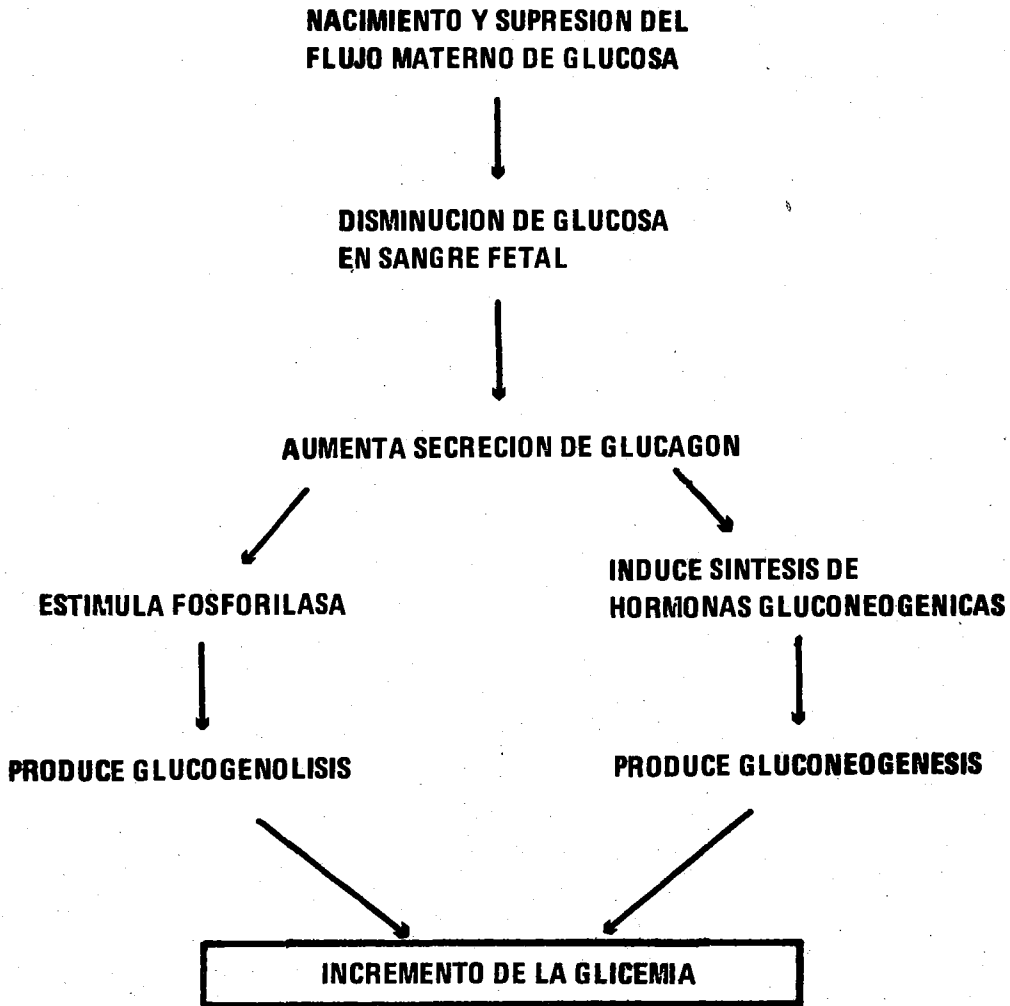 NACIMIENTO Y SUPRESION DEL
FLUJO MATERNO DE GLUCOSA
DISMINUCION DE GLUCOSA
EN SANGRE FETAL
AUMENTA SECRECION DE GLUCAGON
ESTIMULA FOSFORILASA
INDUCE SINTESIS DE
HORMONAS GLUCONEOGENICAS
PRODUCE GLUCOGENOLISIS
PRODUCE GLUCONEOGENESIS
INCREMENTO DE LA GLICEMIA